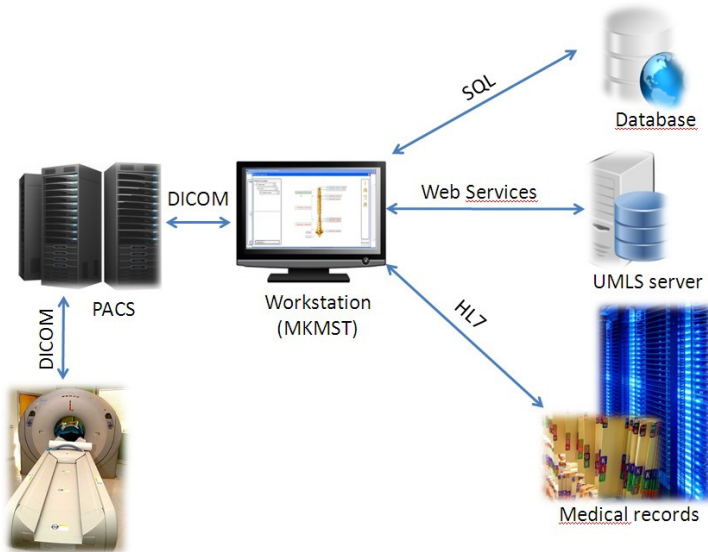 SQL
Database
DICOM
Web Services
UMLS server
PACS
Workstation
(MKMST)
HL7
DICOM
Medical records